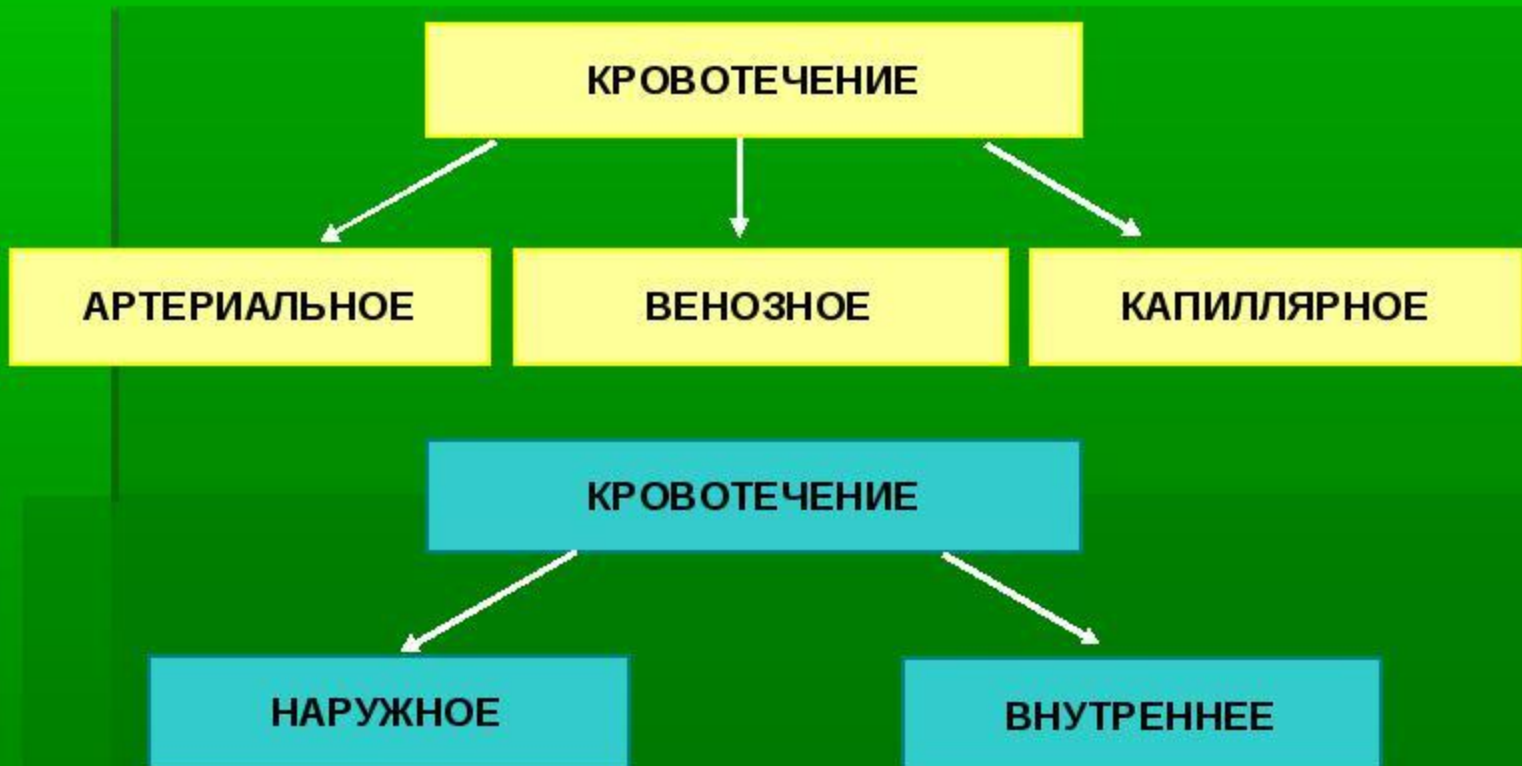 КРОВОТЕЧЕНИЕ
АРТЕРИАЛЬНОЕ ВЕНОЗНОЕ КАПИЛЛЯРНОЕ
КРОВОТЕЧЕНИЕ
НАРУЖНОЕ ВНУТРЕННЕЕ